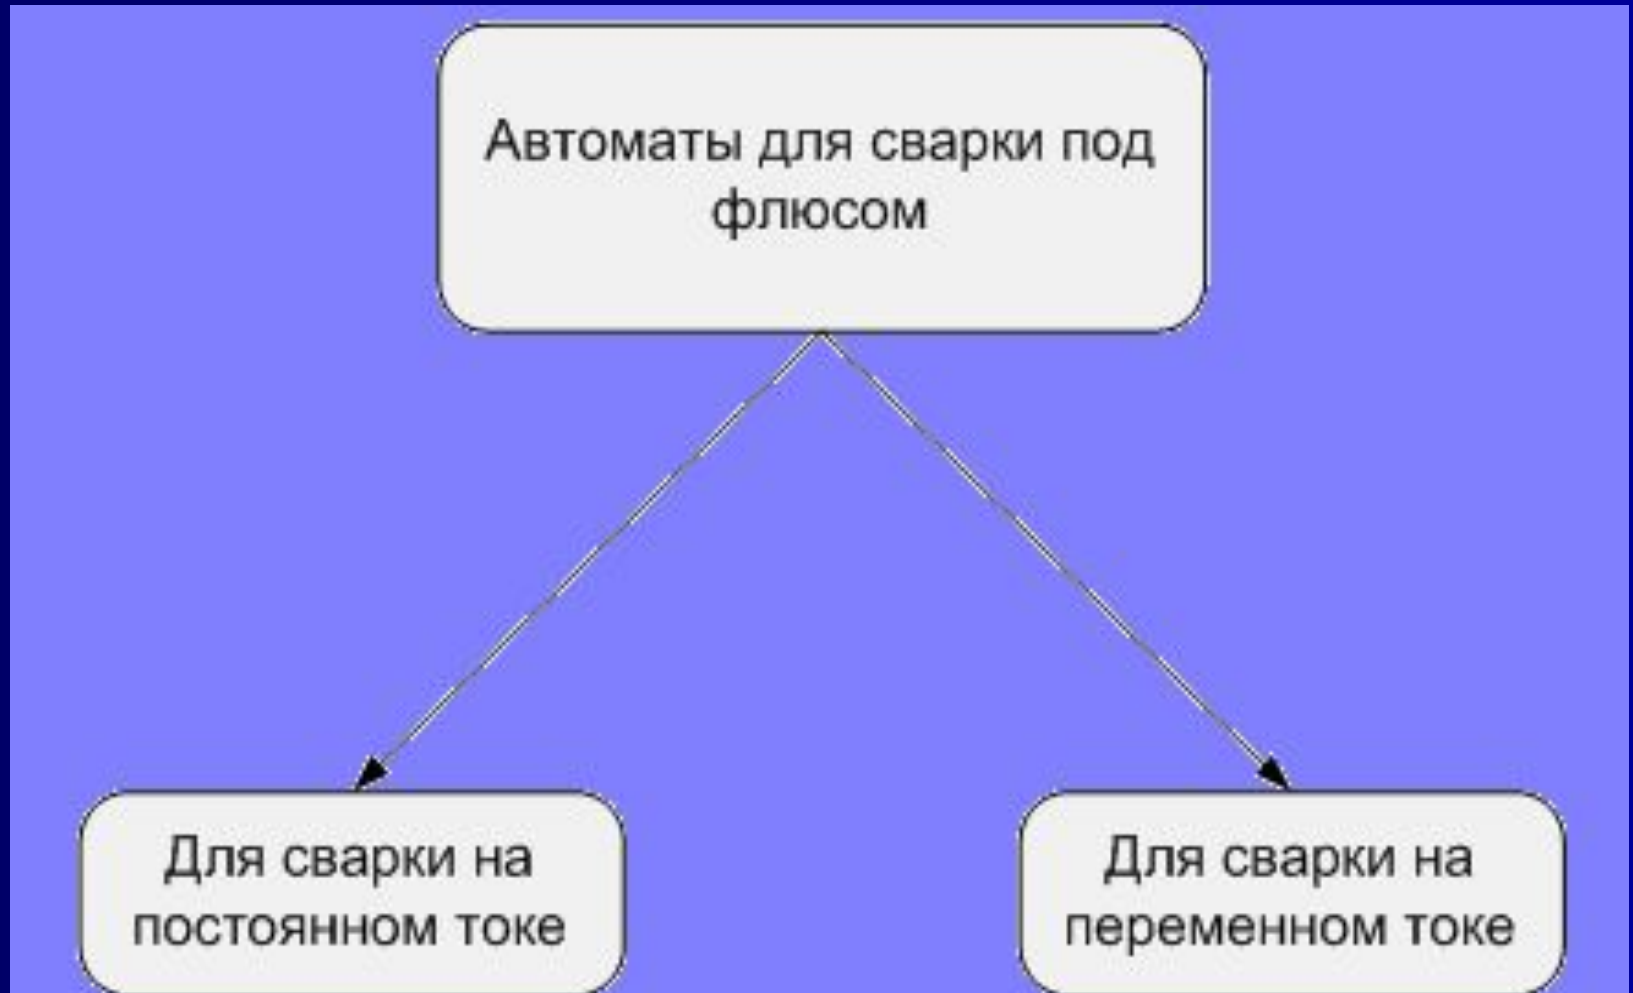 Автоматы для сварки под
флюсом
Для сварки на
постоянном токе
Для сварки на
переменном токе